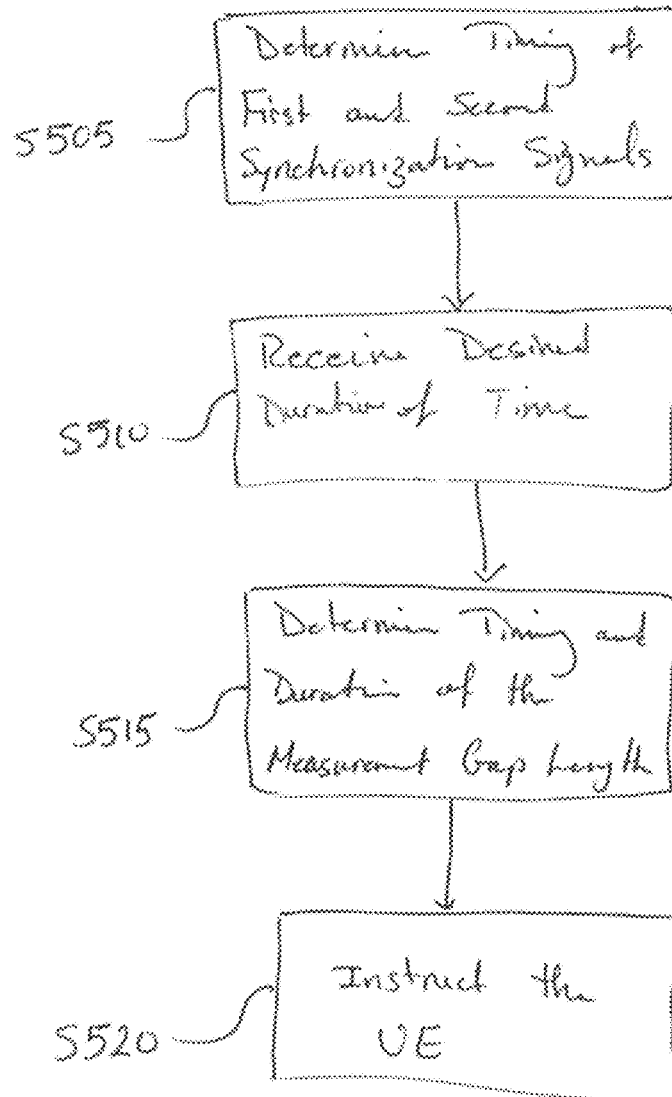 Determine Timing of
First and Second
Synchronization Signals
S505
Receive Desired
Duration of Time
S510
Determine Timing and
Duration of the
Measurement Gap Length
S515
Instruct the
UE
S520